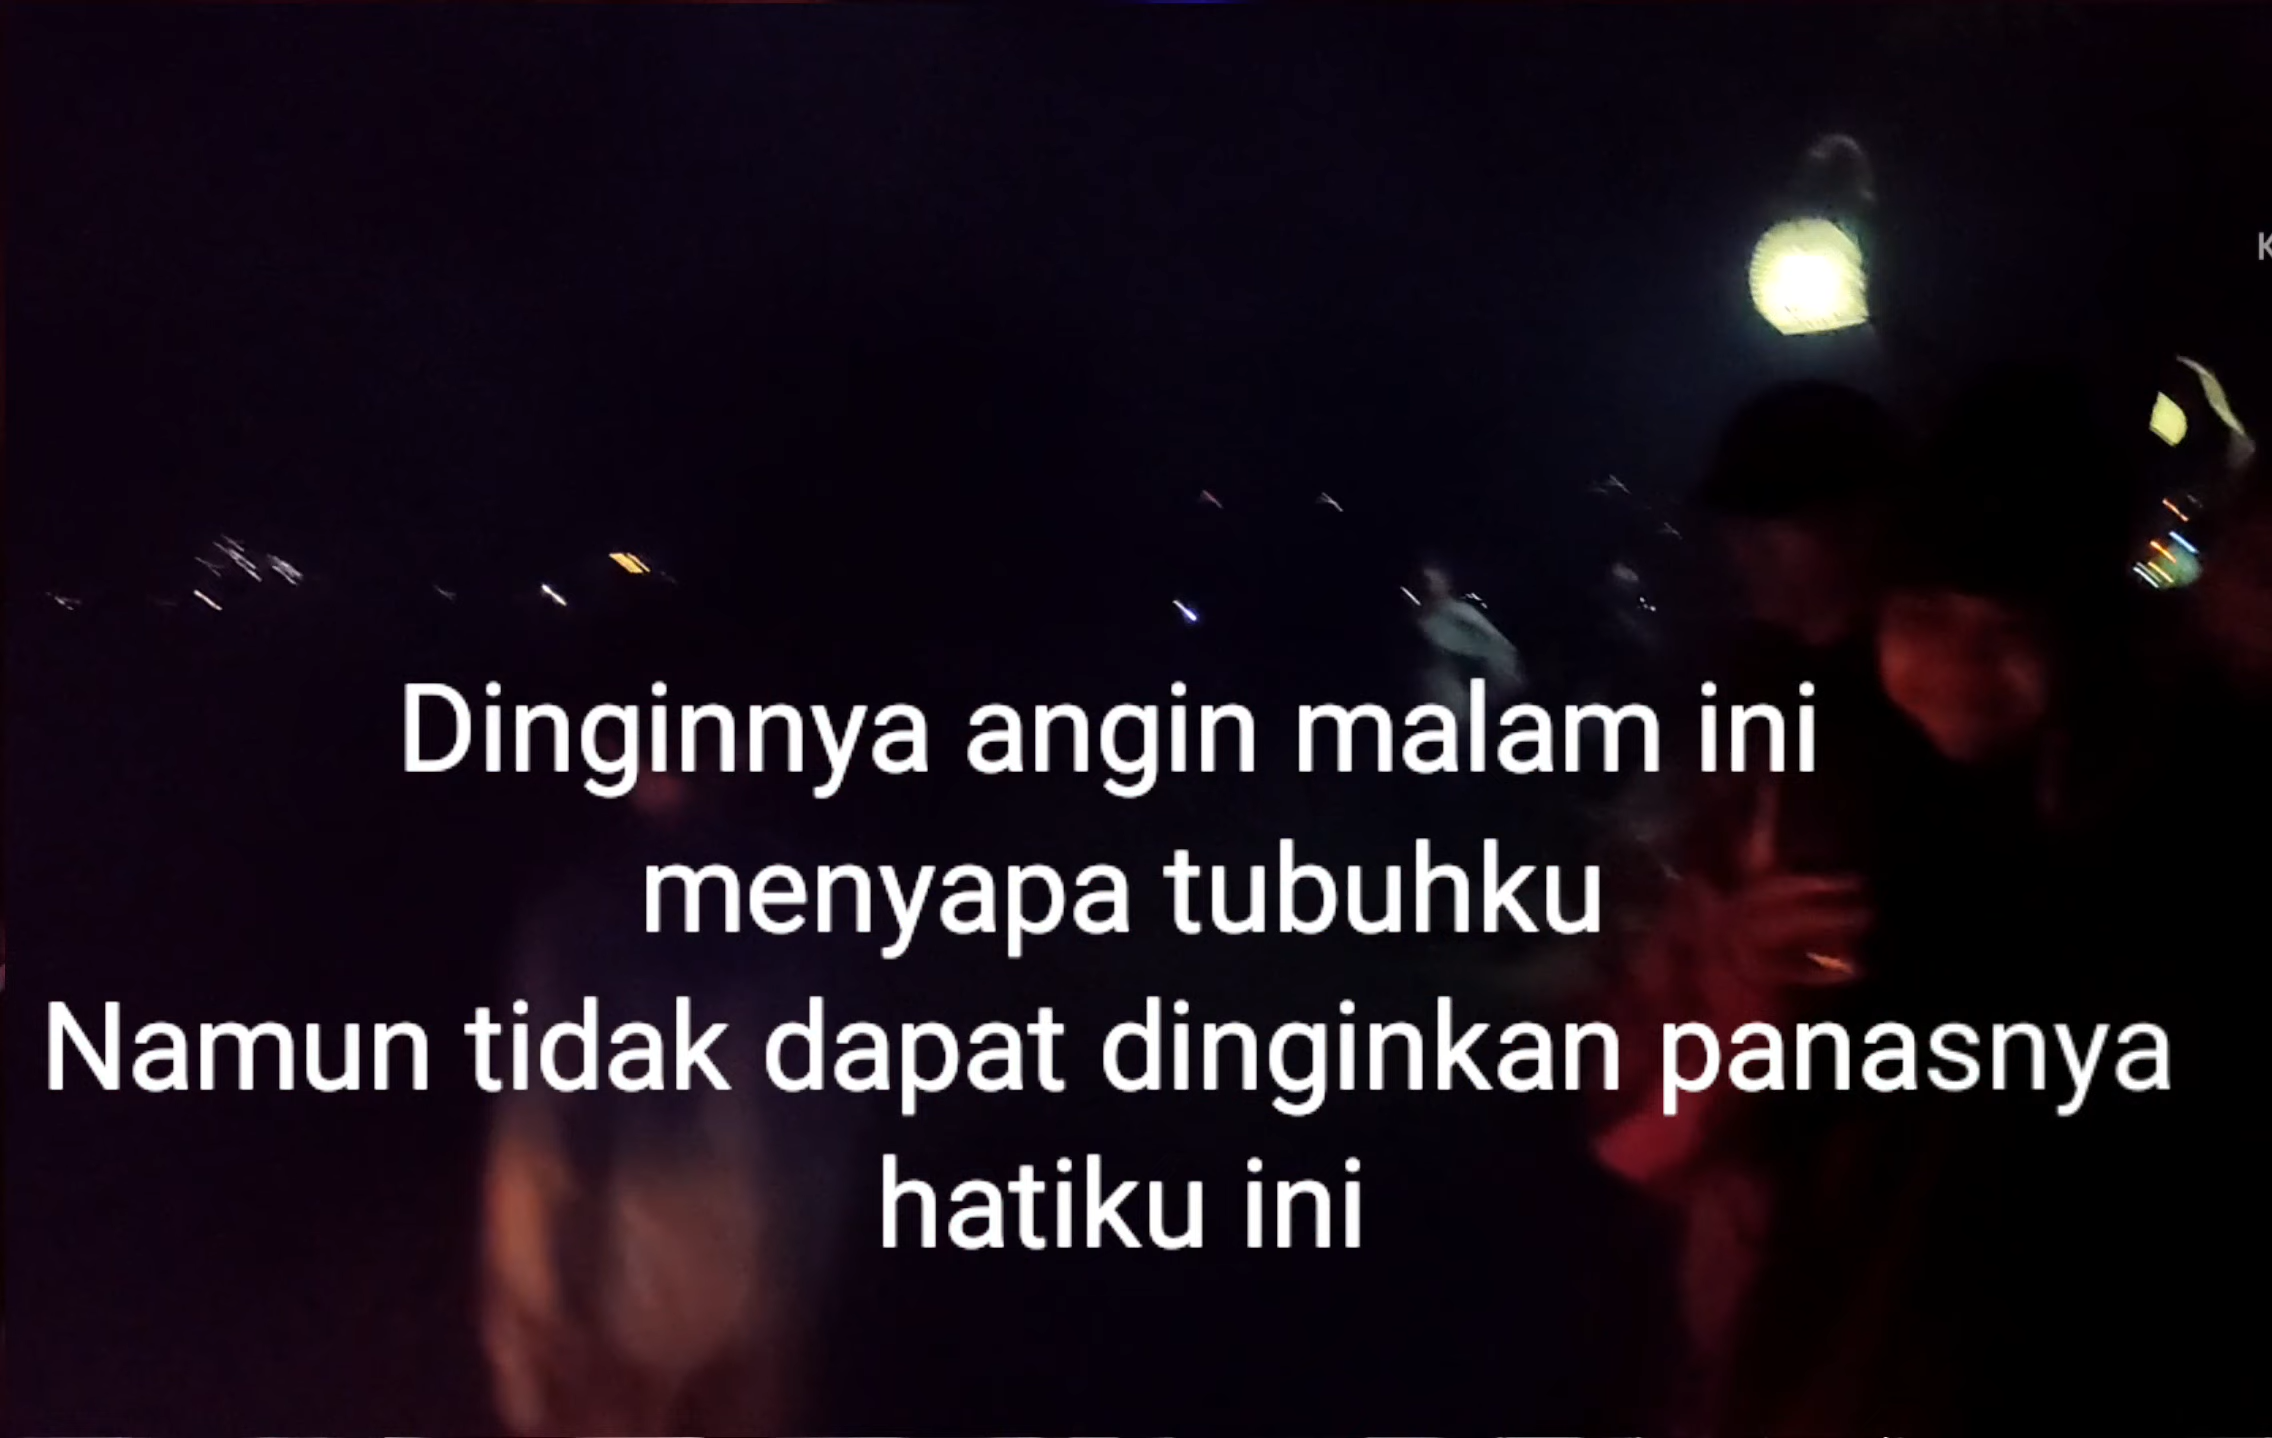 Dinginnya angin malam ini
menyapa tubuhku
Namun tidak dapat dinginkan panasnya
hatiku ini